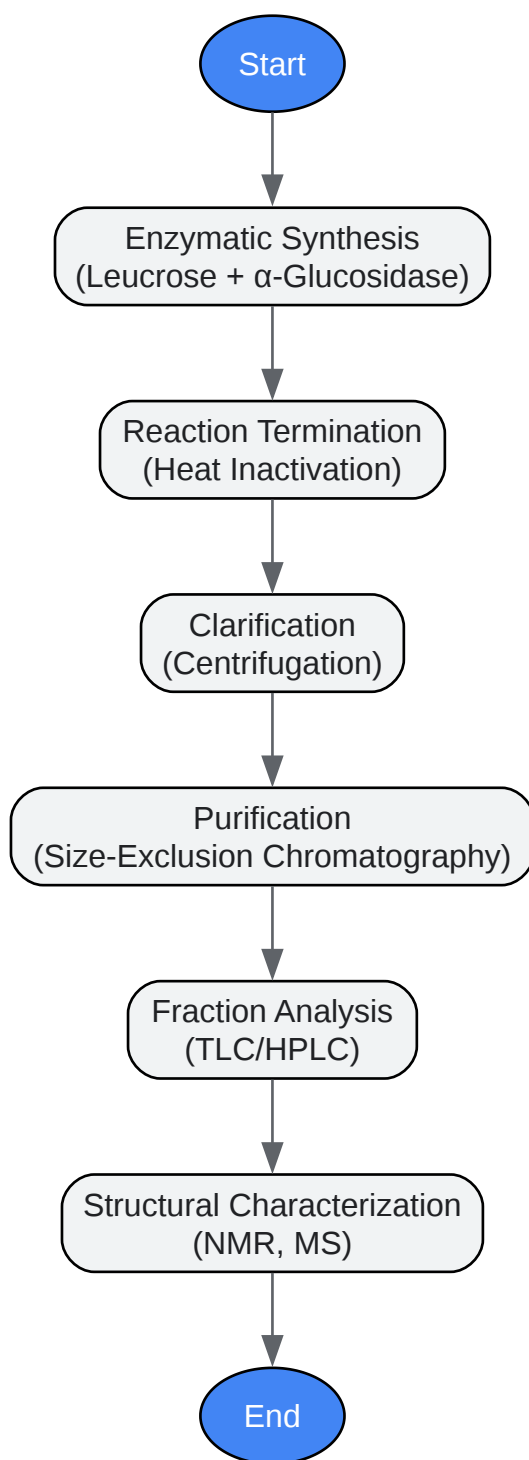 Start
Enzymatic Synthesis
(Leucrose + α-Glucosidase)
Reaction Termination
(Heat Inactivation)
Clarification
(Centrifugation)
Purification
(Size-Exclusion Chromatography)
Fraction Analysis
(TLC/HPLC)
Structural Characterization
(NMR, MS)
End